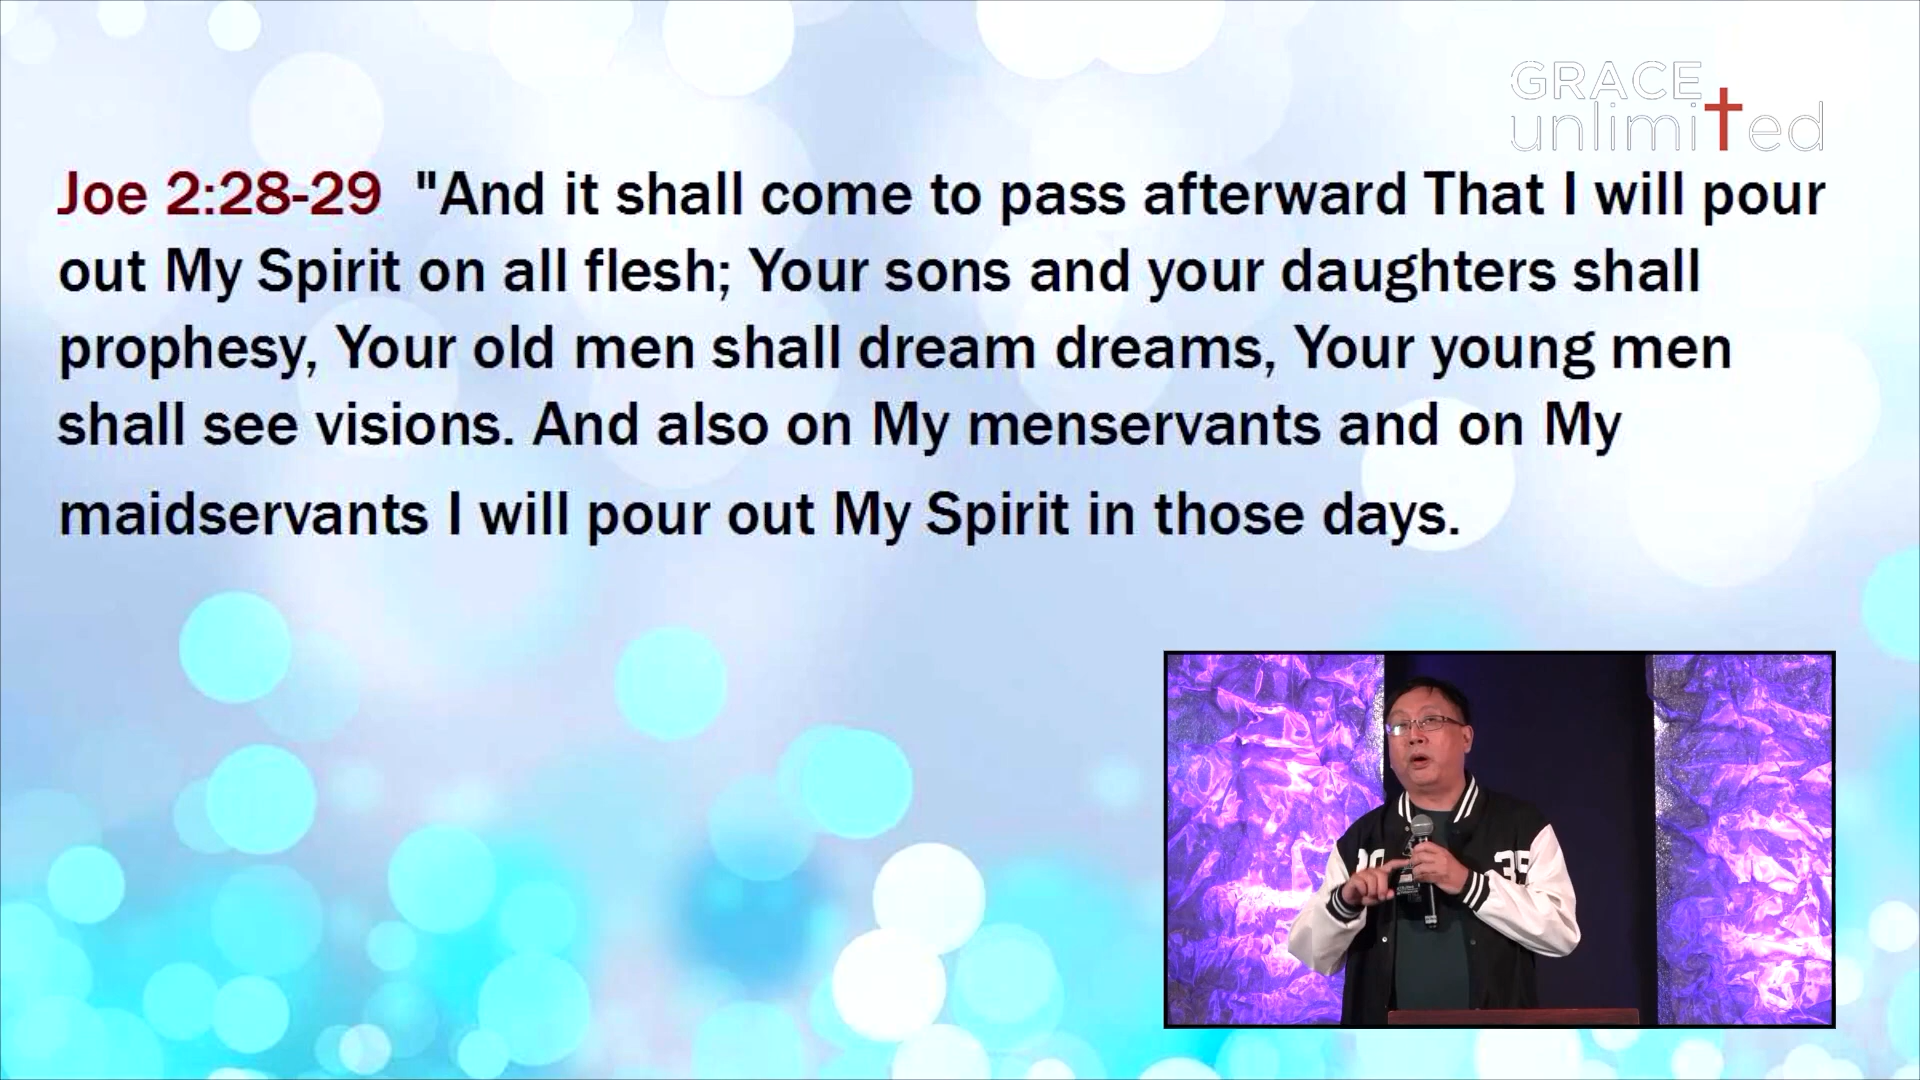 GRACE
unlimited
Joe 2:28-29 "And it shall come to pass afterward That I will pour
out My Spirit on all flesh; Your sons and your daughters shall
prophesy, Your old men shall dream dreams, Your young men
shall see visions. And also on My menservants and on My
maidservants I will pour out My Spirit in those days.